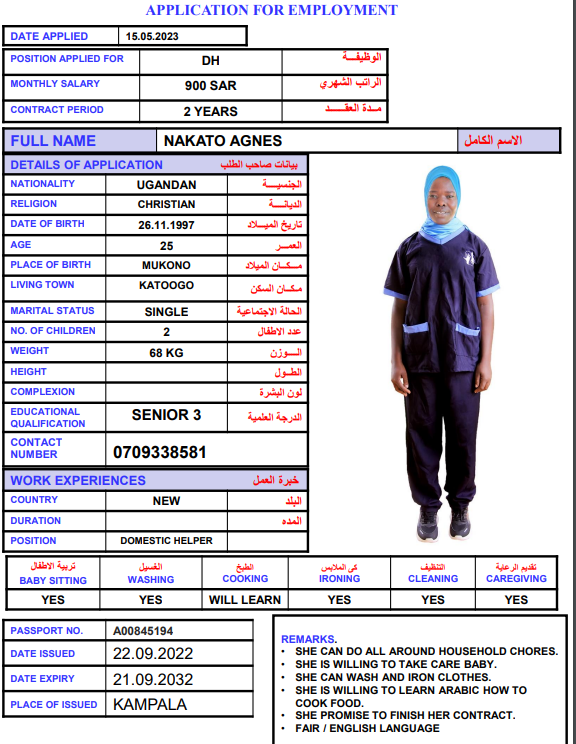 APPLICATION FOR EMPLOYMENT
DATE APPLIED 15.05.2023
POSITION APPLIED FOR DH الوظيفـــة
MONTHLY SALARY 900 SAR الراتب الشهري
CONTRACT PERIOD 2 YEARS مــدة العقـــــد
FULL NAME NAKATO AGNES الاسم الكامل
DETAILS OF APPLICATION بيانات صاحب الطلب
NATIONALITY UGANDAN الجنسيـــة
RELIGION CHRISTIAN الديانـــة
DATE OF BIRTH 26.11.1997 تاريخ الميـــلاد
AGE 25 العمـــر
PLACE OF BIRTH MUKONO مــكــان الميلاد
LIVING TOWN KATOOGO مـكـان السكن
MARITAL STATUS SINGLE الحالة الاجتماعية
NO. OF CHILDREN 2 عدد الاطفال
WEIGHT 68 KG الـــوزن
HEIGHT الطـــول
COMPLEXION لون البشرة
EDUCATIONAL QUALIFICATION SENIOR 3 الدرجة العلمية
CONTACT NUMBER 0709338581
WORK EXPERIENCES خبرة العمل
COUNTRY NEW البلد
DURATION المده
POSITION DOMESTIC HELPER
تربية الاطفال الغسيل الطبخ كى الملابس التنظيف تقديم الرعاية
BABY SITTING WASHING COOKING IRONING CLEANING CAREGIVING
YES YES WILL LEARN YES YES YES
PASSPORT NO. A00845194
DATE ISSUED 22.09.2022
DATE EXPIRY 21.09.2032
PLACE OF ISSUED KAMPALA
REMARKS.
• SHE CAN DO ALL AROUND HOUSEHOLD CHORES.
• SHE IS WILLING TO TAKE CARE BABY.
• SHE CAN WASH AND IRON CLOTHES.
• SHE IS WILLING TO LEARN ARABIC HOW TO
COOK FOOD.
• SHE PROMISE TO FINISH HER CONTRACT.
• FAIR / ENGLISH LANGUAGE